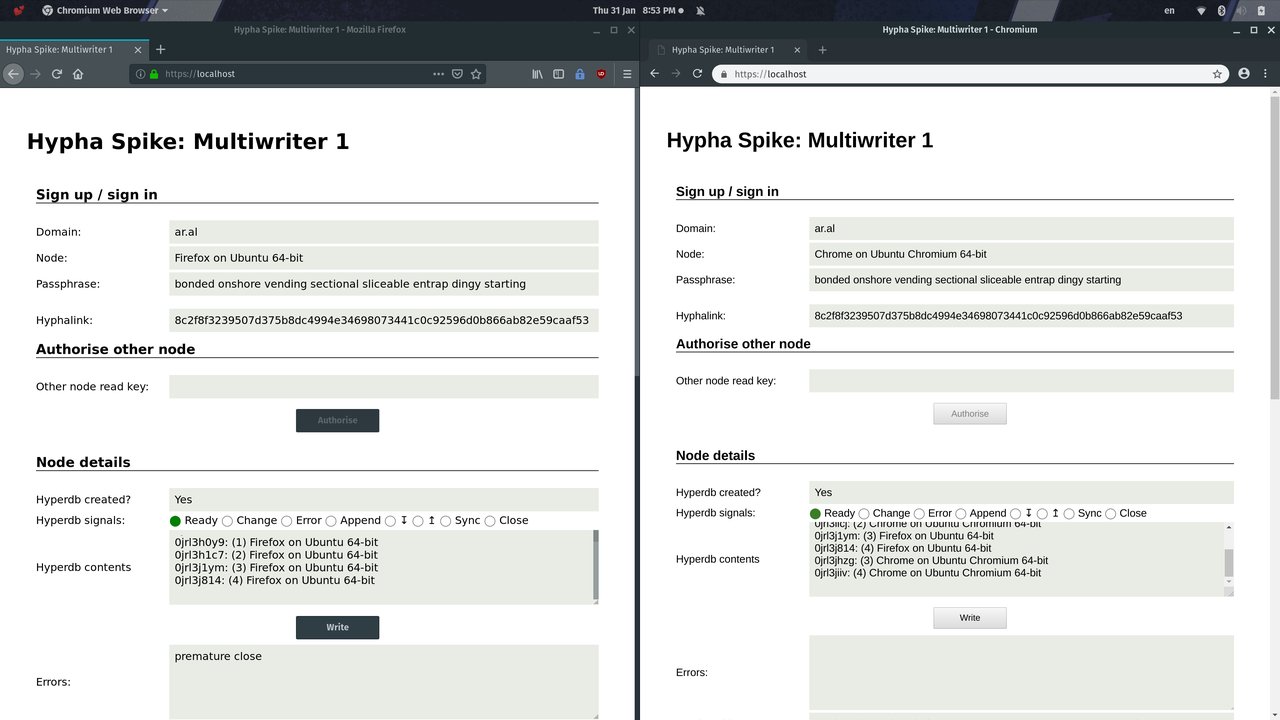 Chromium Web Browser
Thu 31 Jan 8:53 PM
en
Hypha Spike: Multiwriter 1 - Mozilla Firefox
Hypha Spike: Multiwriter 1
https://localhost
Hypha Spike: Multiwriter 1
Sign up / sign in
Domain: ar.al
Node: Firefox on Ubuntu 64-bit
Passphrase: bonded onshore vending sectional sliceable entrap dingy starting
Hyphalink: 8c2f8f3239507d375b8dc4994e34698073441c0c92596d0b866ab82e59caaf53
Authorise other node
Other node read key:
Authorise
Node details
Hyperdb created? Yes
Hyperdb signals: Ready Change Error Append ↧ ↥ Sync Close
Hyperdb contents
0jrl3h0y9: (1) Firefox on Ubuntu 64-bit
0jrl3h1c7: (2) Firefox on Ubuntu 64-bit
0jrl3j1ym: (3) Firefox on Ubuntu 64-bit
0jrl3j814: (4) Firefox on Ubuntu 64-bit
Write
Errors: premature close
Hypha Spike: Multiwriter 1 - Chromium
Hypha Spike: Multiwriter 1
https://localhost
Hypha Spike: Multiwriter 1
Sign up / sign in
Domain: ar.al
Node: Chrome on Ubuntu Chromium 64-bit
Passphrase: bonded onshore vending sectional sliceable entrap dingy starting
Hyphalink: 8c2f8f3239507d375b8dc4994e34698073441c0c92596d0b866ab82e59caaf53
Authorise other node
Other node read key:
Authorise
Node details
Hyperdb created? Yes
Hyperdb signals: Ready Change Error Append ↧ ↥ Sync Close
Hyperdb contents
(2) Chrome on Ubuntu Chromium 64-bit
0jrl3j1ym: (3) Firefox on Ubuntu 64-bit
0jrl3j814: (4) Firefox on Ubuntu 64-bit
0jrl3jhzg: (3) Chrome on Ubuntu Chromium 64-bit
0jrl3jiiv: (4) Chrome on Ubuntu Chromium 64-bit
Write
Errors: